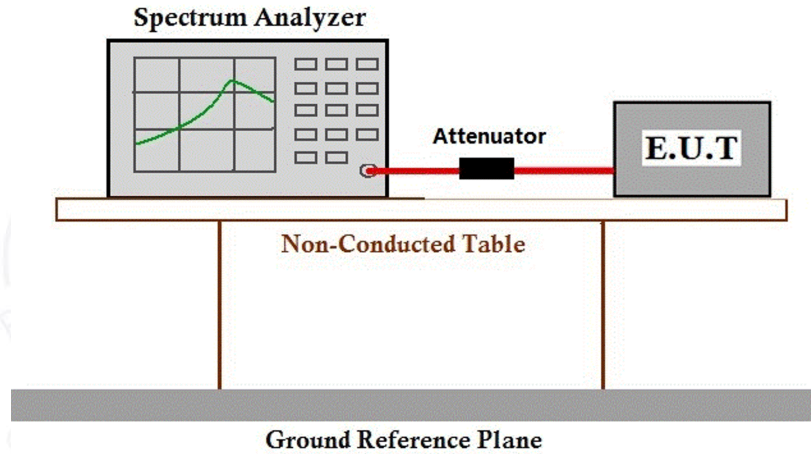 Spectrum Analyzer
Attenuator
E.U.T
Non-Conducted Table
Ground Reference Plane